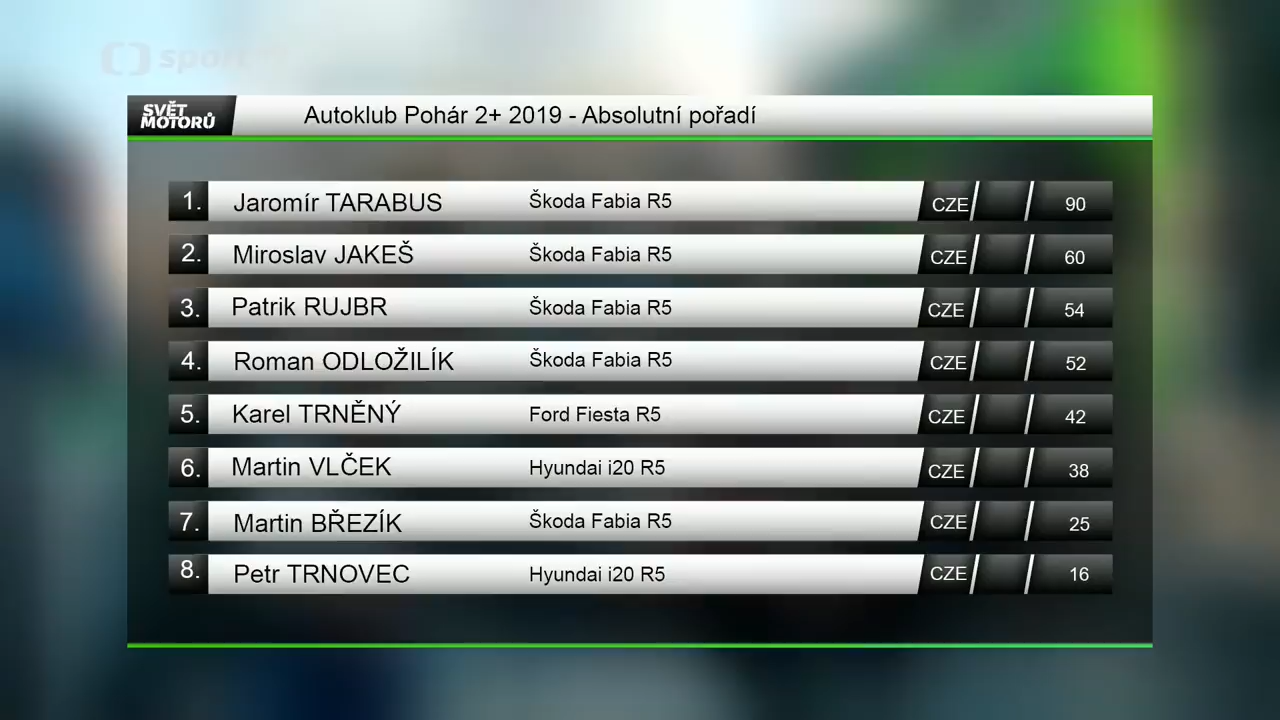 sport
SVĚT MOTORŮ
Autoklub Pohár 2+ 2019 - Absolutní pořadí
1. Jaromír TARABUS Škoda Fabia R5 CZE 90
2. Miroslav JAKEŠ Škoda Fabia R5 CZE 60
3. Patrik RUJBR Škoda Fabia R5 CZE 54
4. Roman ODLOŽILÍK Škoda Fabia R5 CZE 52
5. Karel TRNĚNÝ Ford Fiesta R5 CZE 42
6. Martin VLČEK Hyundai i20 R5 CZE 38
7. Martin BŘEZÍK Škoda Fabia R5 CZE 25
8. Petr TRNOVEC Hyundai i20 R5 CZE 16